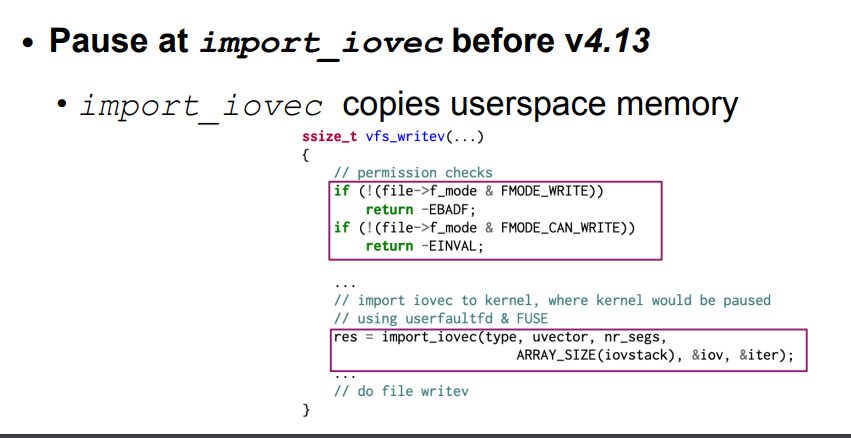 • Pause at import_iovec before v4.13
• import_iovec copies userspace memory
ssize_t vfs_writev(...)
{
    // permission checks
    if (!(file->f_mode & FMODE_WRITE))
        return -EBADF;
    if (!(file->f_mode & FMODE_CAN_WRITE))
        return -EINVAL;
    ...
    // import iovec to kernel, where kernel would be paused
    // using userfaultfd & FUSE
    res = import_iovec(type, uvector, nr_segs,
                       ARRAY_SIZE(iovstack), &iov, &iter);
    ...
    // do file writev
}